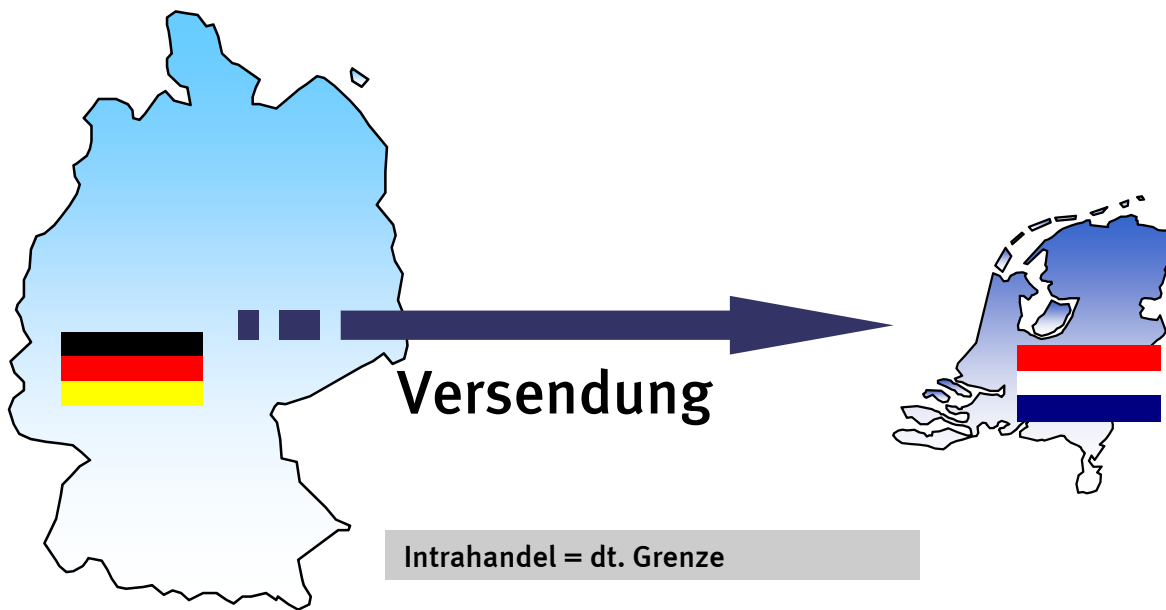 Versendung
Intrahandel = dt. Grenze